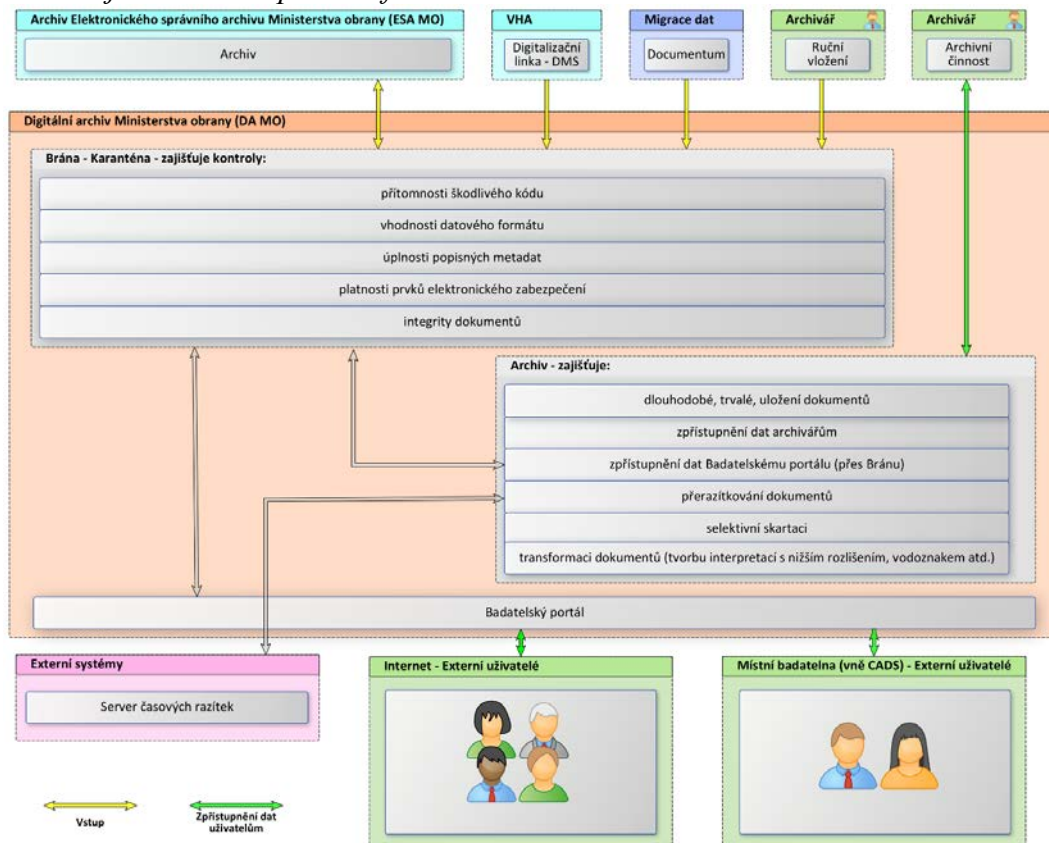 Archiv Elektronického správního archivu Ministerstva obrany (ESA MO)
Archiv
VHA
Digitalizační
linka - DMS
Migrace dat
Documentum
Archivář
Ruční
vložení
Archivář
Archivní
činnost
Digitální archiv Ministerstva obrany (DA MO)
Brána - Karanténa - zajišťuje kontroly:
přítomnosti škodlivého kódu
vhodnosti datového formátu
úplnosti popisných metadat
platnosti prvků elektronického zabezpečení
integrity dokumentů
Archiv - zajišťuje:
dlouhodobé, trvalé, uložení dokumentů
zpřístupnění dat archivářům
zpřístupnění dat Badatelskému portálu (přes Bránu)
přerazítkování dokumentů
selektivní skartaci
transformaci dokumentů (tvorbu interpretací s nižším rozlišením, vodoznakem atd.)
Badatelský portál
Externí systémy
Server časových razítek
Internet - Externí uživatelé
Místní badatelna (vně CADS) - Externí uživatelé
Vstup
Zpřístupnění dat
uživatelům